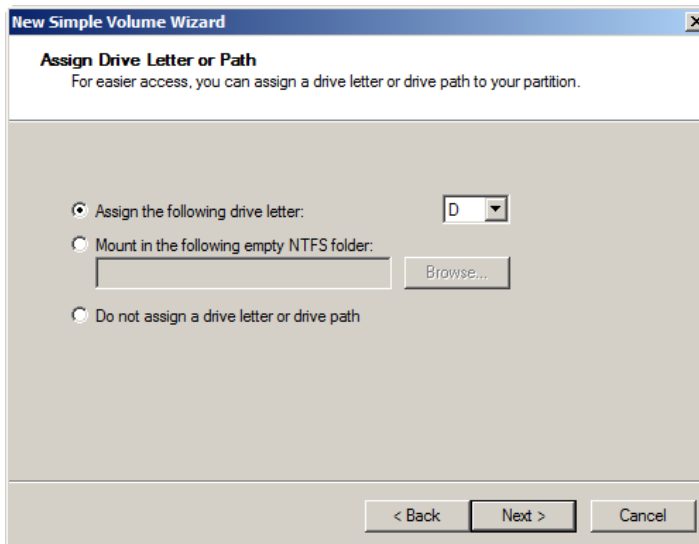 New Simple Volume Wizard
Assign Drive Letter or Path
For easier access, you can assign a drive letter or drive path to your partition.
Assign the following drive letter: D
Mount in the following empty NTFS folder:
Browse...
Do not assign a drive letter or drive path
< Back Next > Cancel